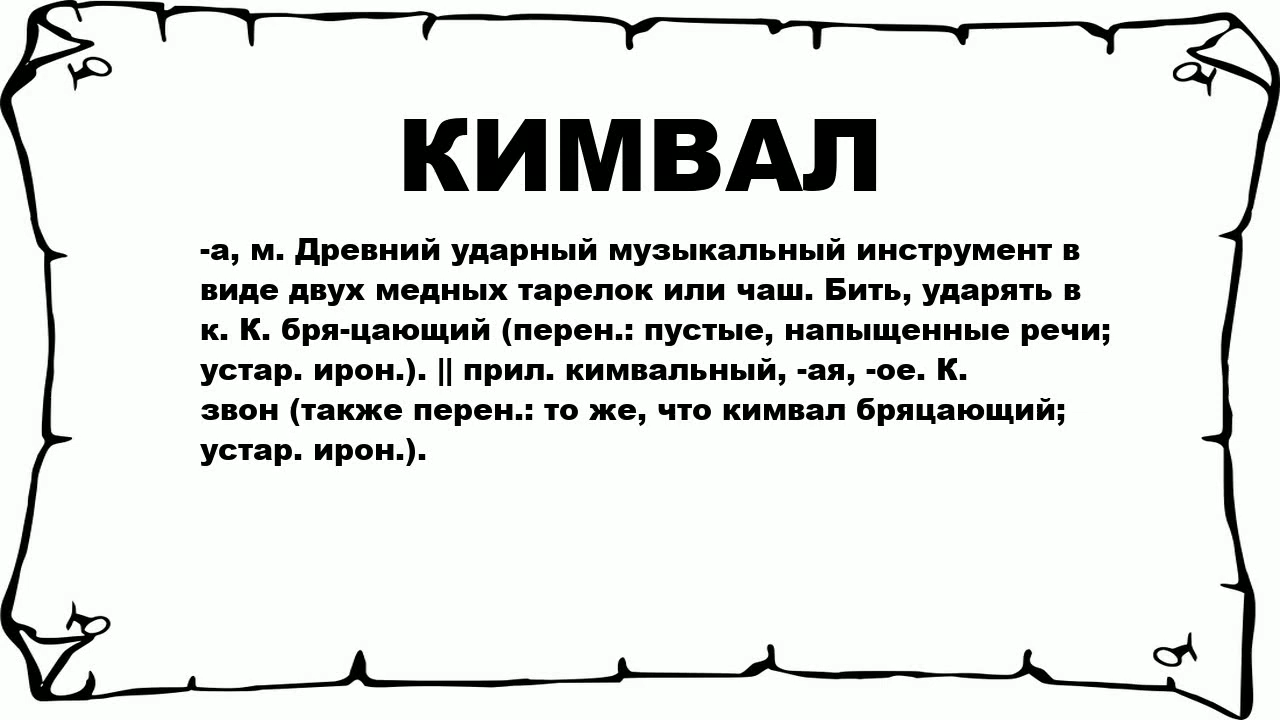 КИМВАЛ
-а, м. Древний ударный музыкальный инструмент в
виде двух медных тарелок или чаш. Бить, ударять в
к. К. бря-цающий (перен.: пустые, напыщенные речи;
устар. ирон.). || прил. кимвальный, -ая, -ое. К.
звон (также перен.: то же, что кимвал бряцающий;
устар. ирон.).